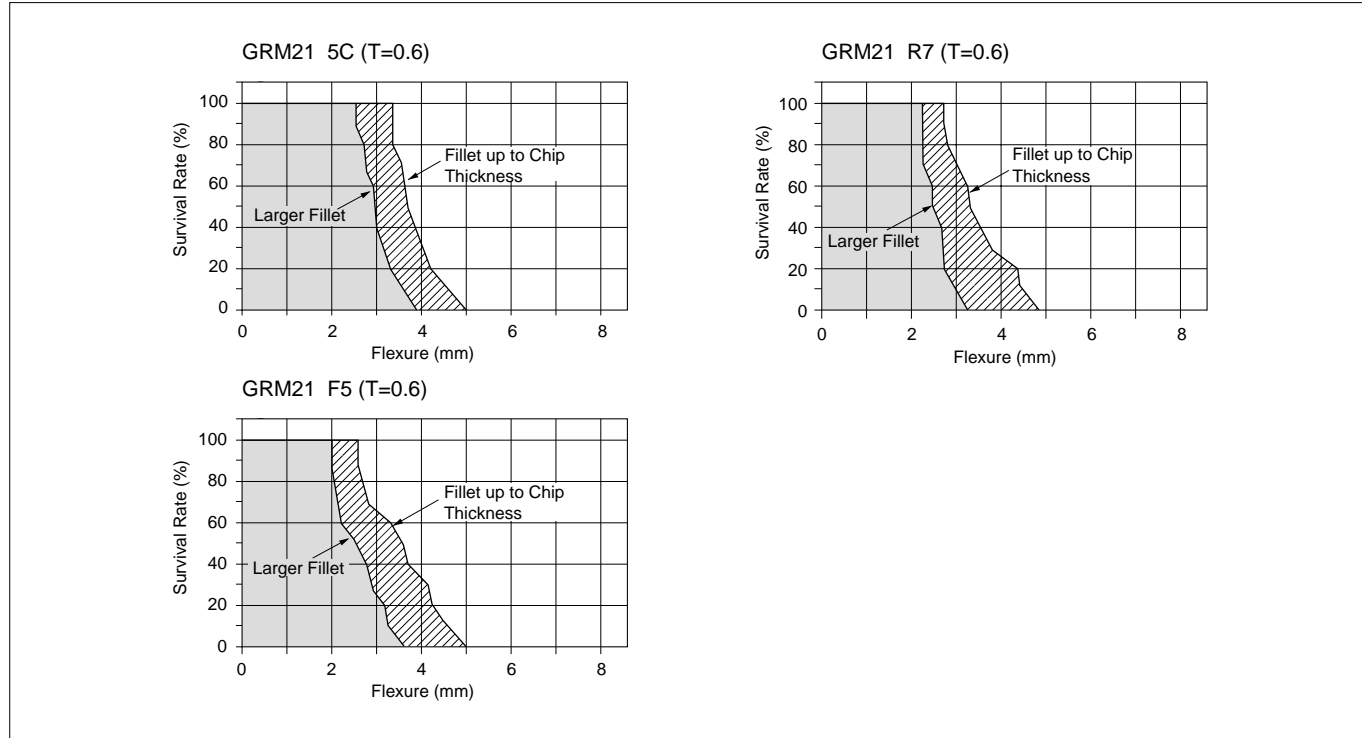 GRM21 5C (T=0.6)
100
80
60
40
20
0
Survival Rate (%)
Fillet up to Chip
Thickness
Larger Fillet
0 2 4 6 8
Flexure (mm)
GRM21 R7 (T=0.6)
100
80
60
40
20
0
Survival Rate (%)
Fillet up to Chip
Thickness
Larger Fillet
0 2 4 6 8
Flexure (mm)
GRM21 F5 (T=0.6)
100
80
60
40
20
0
Survival Rate (%)
Fillet up to Chip
Thickness
Larger Fillet
0 2 4 6 8
Flexure (mm)